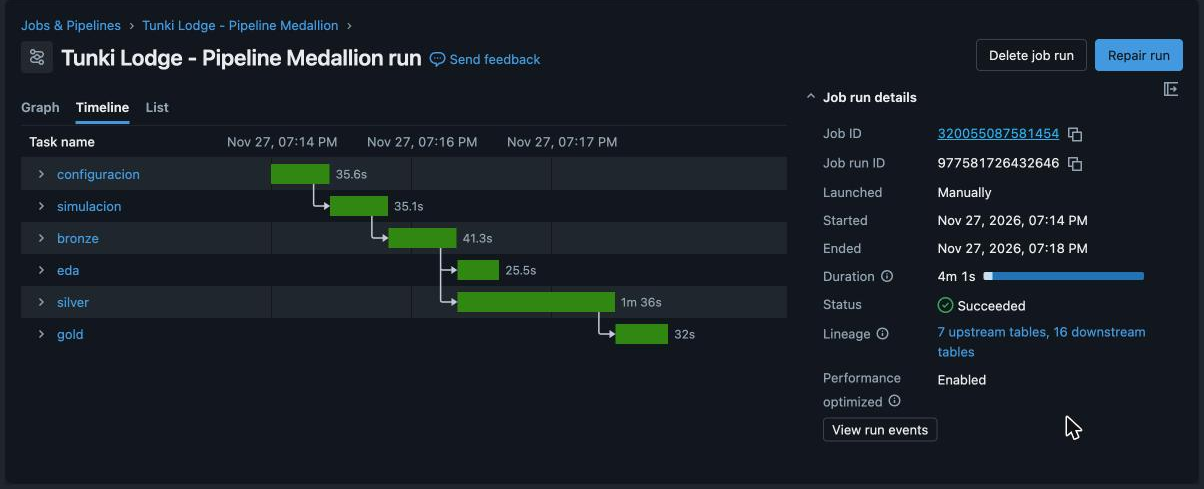 Jobs & Pipelines › Tunki Lodge - Pipeline Medallion ›
Tunki Lodge - Pipeline Medallion run
Send feedback
Delete job run
Repair run
Graph
Timeline
List
Task name
Nov 27, 07:14 PM
Nov 27, 07:16 PM
Nov 27, 07:17 PM
configuracion
35.6s
simulacion
35.1s
bronze
41.3s
eda
25.5s
silver
1m 36s
gold
32s
Job run details
Job ID
320055087581454
Job run ID
977581726432646
Launched
Manually
Started
Nov 27, 2026, 07:14 PM
Ended
Nov 27, 2026, 07:18 PM
Duration
4m 1s
Status
Succeeded
Lineage
7 upstream tables, 16 downstream
tables
Performance
optimized
Enabled
View run events